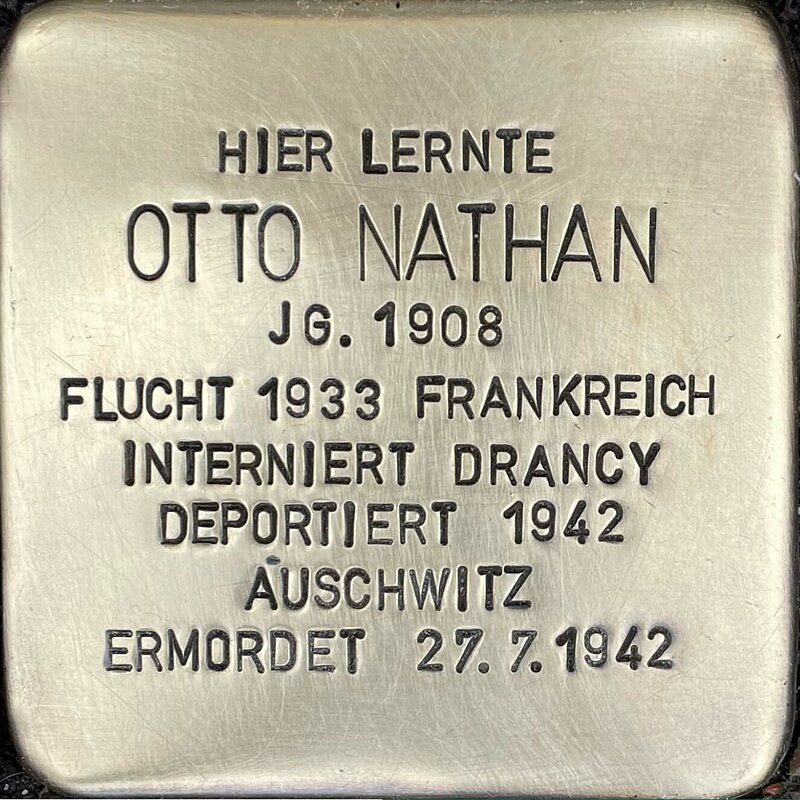 HIER LERNTE
OTTO NATHAN
JG. 1908
FLUCHT 1933 FRANKREICH
INTERNIERT DRANCY
DEPORTIERT 1942
AUSCHWITZ
ERMORDET 27.7.1942